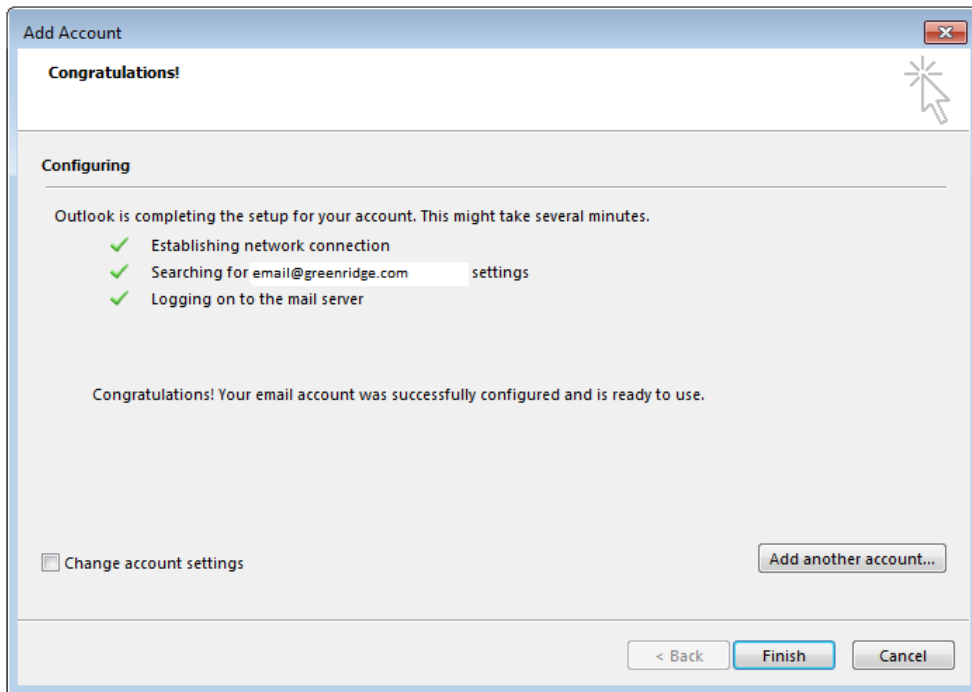 Add Account
Congratulations!
Configuring
Outlook is completing the setup for your account. This might take several minutes.
Establishing network connection
Searching for email@greenridge.com settings
Logging on to the mail server
Congratulations! Your email account was successfully configured and is ready to use.
Change account settings
Add another account...
< Back
Finish
Cancel